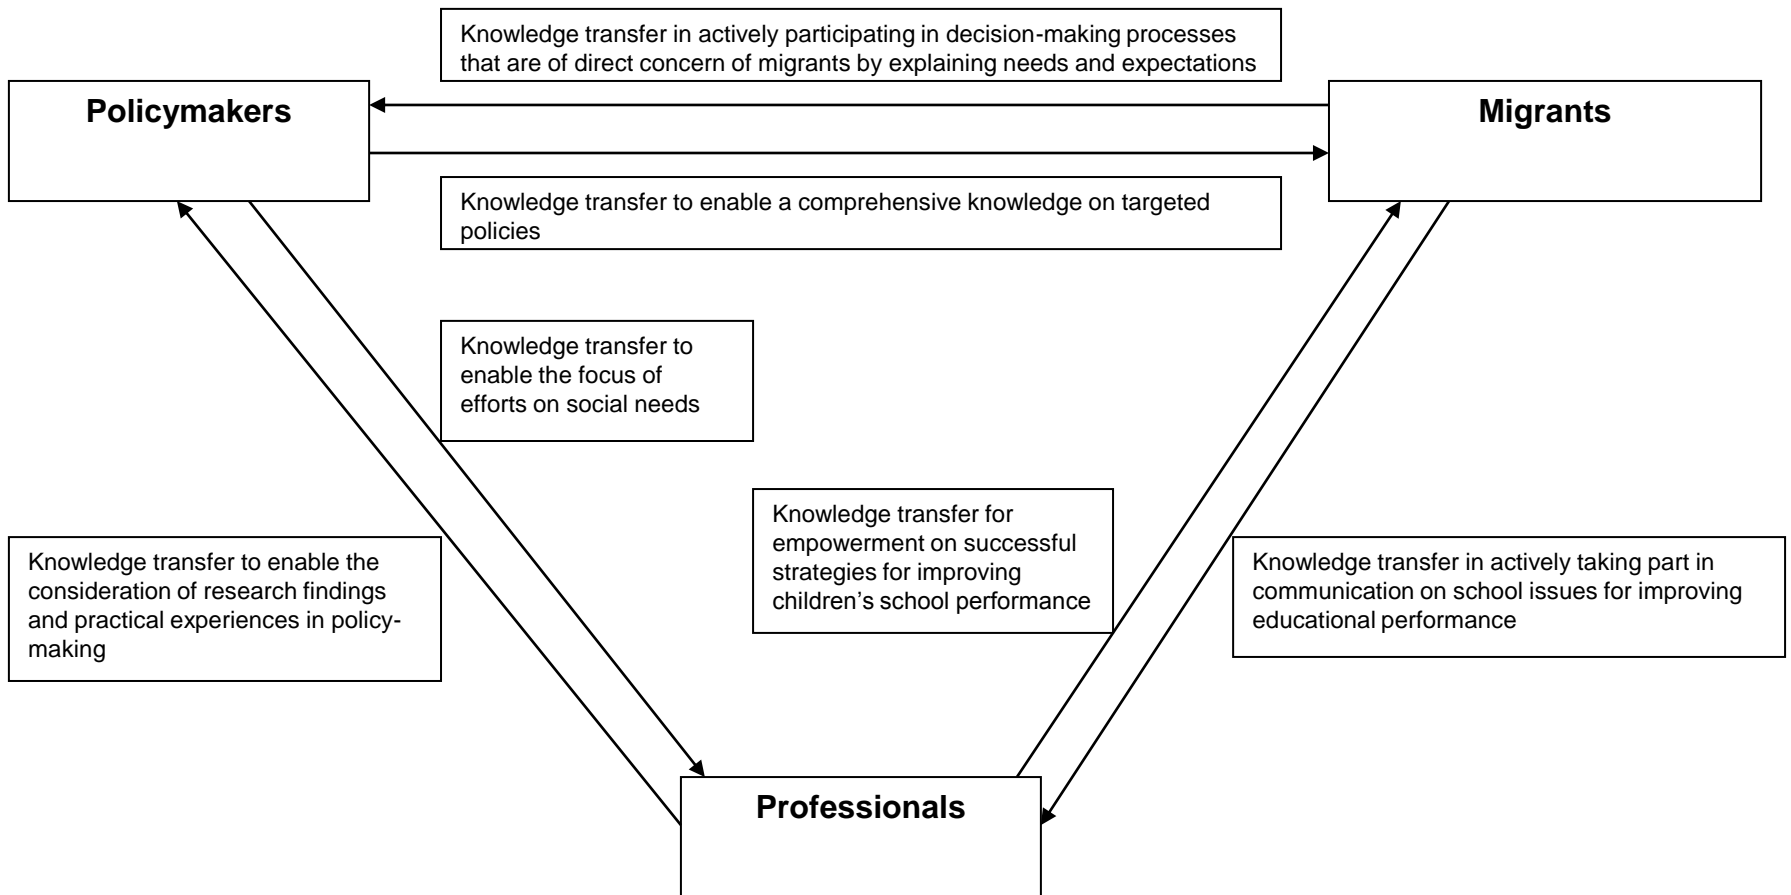 Knowledge transfer in actively participating in decision-making processes
that are of direct concern of migrants by explaining needs and expectations
Policymakers
Migrants
Knowledge transfer to enable a comprehensive knowledge on targeted
policies
Knowledge transfer to
enable the focus of
efforts on social needs
Knowledge transfer for
empowerment on successful
strategies for improving
children’s school performance
Knowledge transfer to enable the
consideration of research findings
and practical experiences in policy-
making
Knowledge transfer in actively taking part in
communication on school issues for improving
educational performance
Professionals